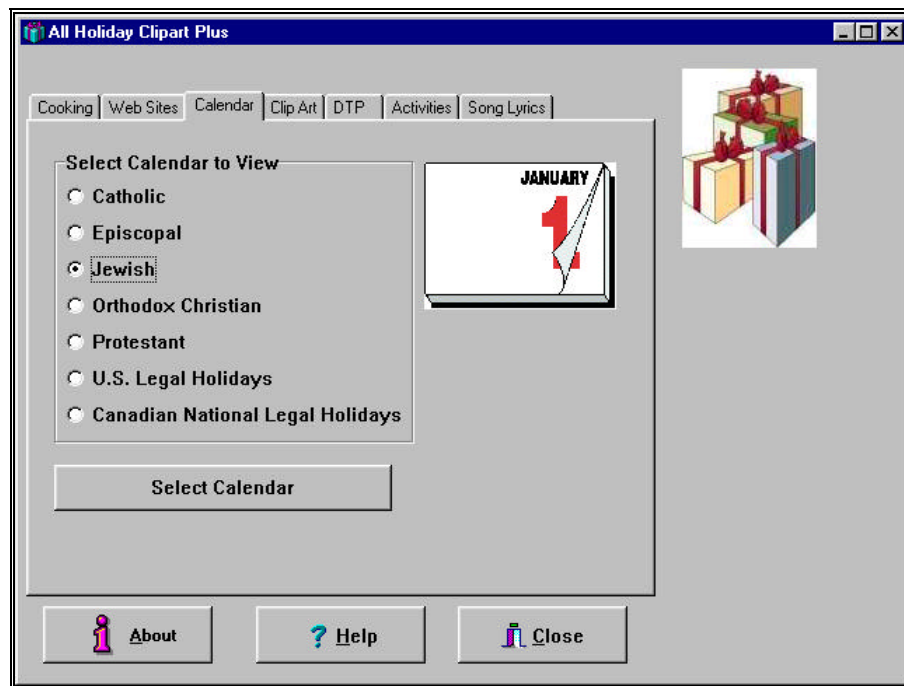 All Holiday Clipart Plus
Cooking Web Sites Calendar Clip Art DTP Activities Song Lyrics
Select Calendar to View
JANUARY
1
Catholic
Episcopal
Jewish
Orthodox Christian
Protestant
U.S. Legal Holidays
Canadian National Legal Holidays
Select Calendar
About
Help
Close